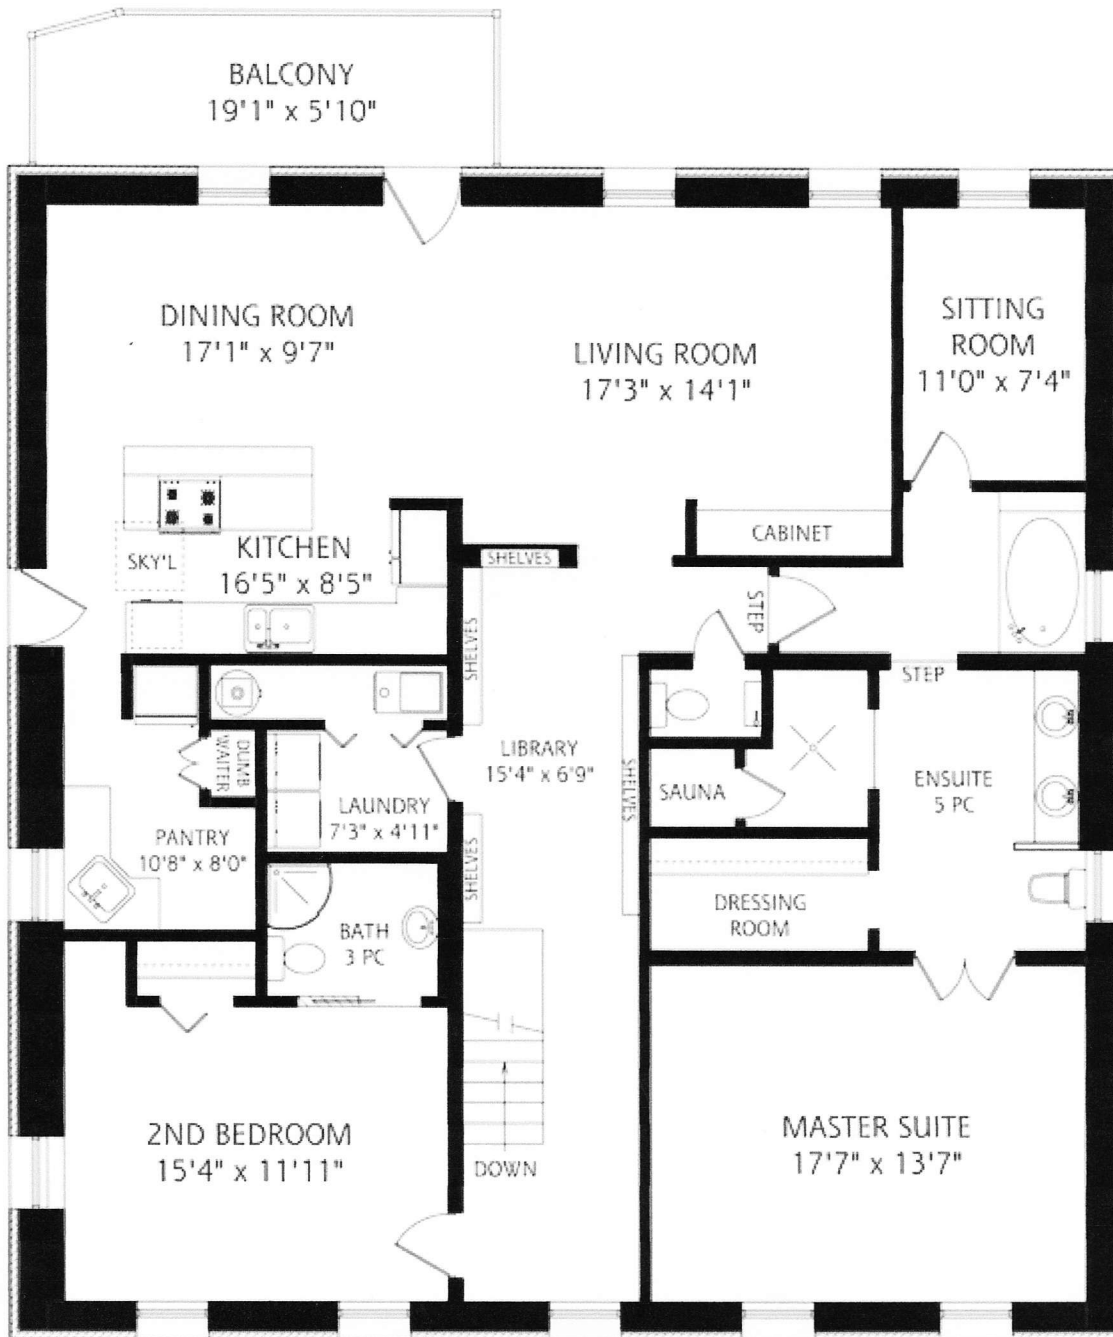 BALCONY
19'1" x 5'10"
DINING ROOM
17'1" x 9'7"
LIVING ROOM
17'3" x 14'1"
SITTING
ROOM
11'0" x 7'4"
CABINET
SKY'L
KITCHEN
16'5" x 8'5"
SHELVES
SHELVES
STEP
STEP
DUMB
WAITER
LIBRARY
15'4" x 6'9"
SHELVES
SAUNA
ENSUITE
5 PC
LAUNDRY
7'3" x 4'11"
PANTRY
10'8" x 8'0"
SHELVES
DRESSING
ROOM
BATH
3 PC
2ND BEDROOM
15'4" x 11'11"
DOWN
MASTER SUITE
17'7" x 13'7"